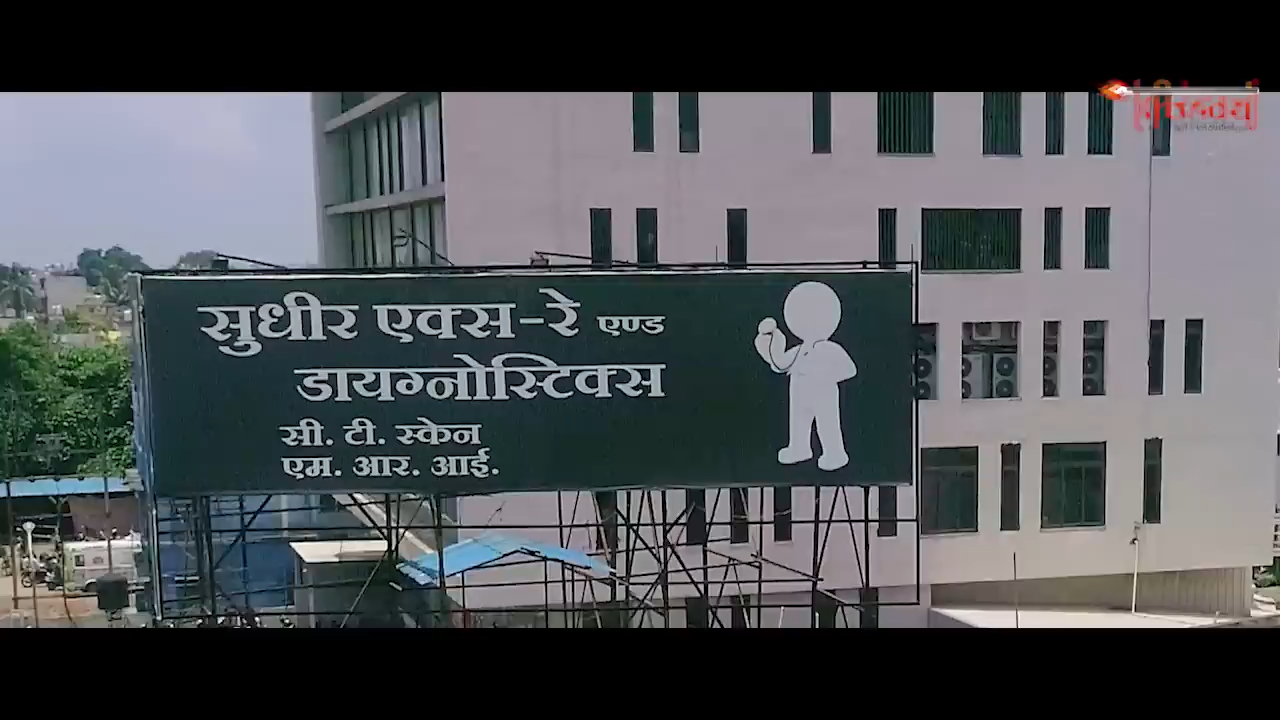 सुधीर एक्स-रे एण्ड
डायग्नोस्टिक्स
सी. टी. स्केन
एम. आर. आई.